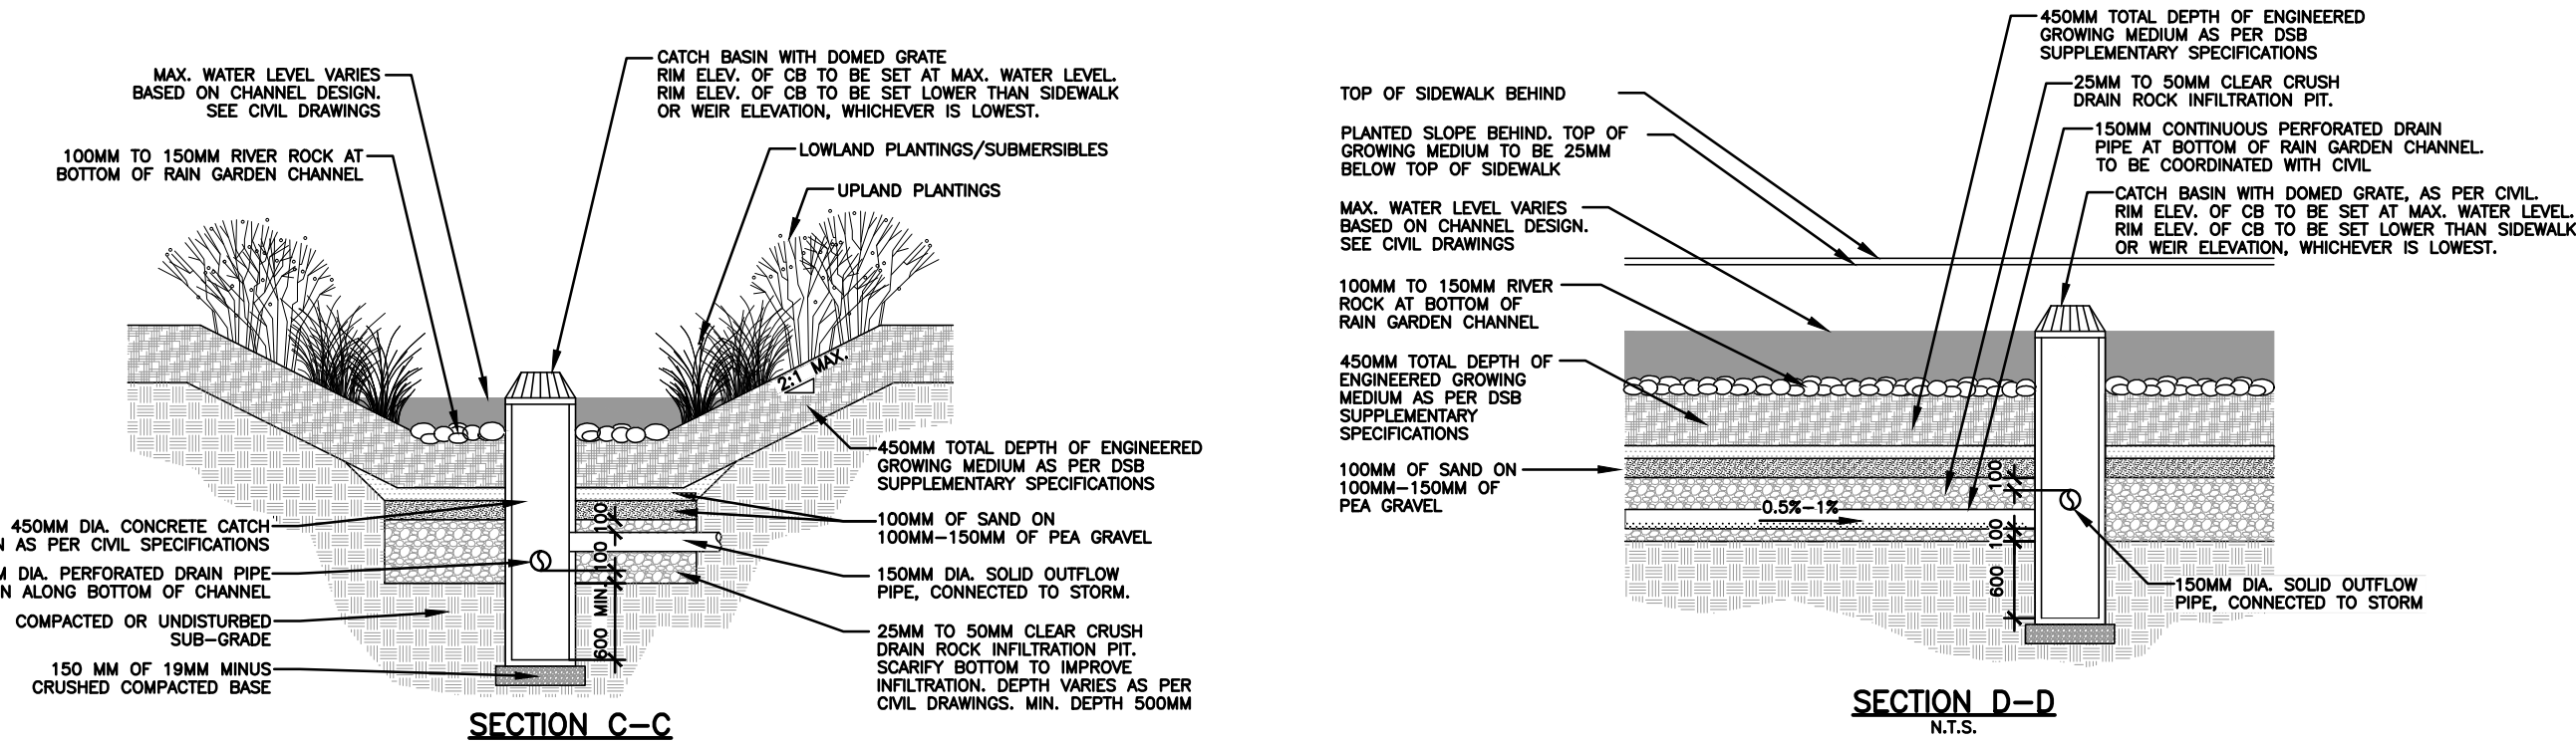 MAX. WATER LEVEL VARIES
BASED ON CHANNEL DESIGN.
SEE CIVIL DRAWINGS
100MM TO 150MM RIVER ROCK AT
BOTTOM OF RAIN GARDEN CHANNEL
CATCH BASIN WITH DOMED GRATE
RIM ELEV. OF CB TO BE SET AT MAX. WATER LEVEL.
RIM ELEV. OF CB TO BE SET LOWER THAN SIDEWALK
OR WEIR ELEVATION, WHICHEVER IS LOWEST.
LOWLAND PLANTINGS/SUBMERSIBLES
UPLAND PLANTINGS
2:1 MAX.
450MM TOTAL DEPTH OF ENGINEERED
GROWING MEDIUM AS PER DSB
SUPPLEMENTARY SPECIFICATIONS
100MM OF SAND ON
100MM-150MM OF PEA GRAVEL
150MM DIA. SOLID OUTFLOW
PIPE, CONNECTED TO STORM.
25MM TO 50MM CLEAR CRUSH
DRAIN ROCK INFILTRATION PIT.
SCARIFY BOTTOM TO IMPROVE
INFILTRATION. DEPTH VARIES AS PER
CIVIL DRAWINGS. MIN. DEPTH 500MM
450MM DIA. CONCRETE CATCH
N AS PER CIVIL SPECIFICATIONS
M DIA. PERFORATED DRAIN PIPE
N ALONG BOTTOM OF CHANNEL
COMPACTED OR UNDISTURBED
SUB-GRADE
150 MM OF 19MM MINUS
CRUSHED COMPACTED BASE
100
100
600 MIN.
SECTION C-C
TOP OF SIDEWALK BEHIND
PLANTED SLOPE BEHIND. TOP OF
GROWING MEDIUM TO BE 25MM
BELOW TOP OF SIDEWALK
MAX. WATER LEVEL VARIES
BASED ON CHANNEL DESIGN.
SEE CIVIL DRAWINGS
100MM TO 150MM RIVER
ROCK AT BOTTOM OF
RAIN GARDEN CHANNEL
450MM TOTAL DEPTH OF
ENGINEERED GROWING
MEDIUM AS PER DSB
SUPPLEMENTARY
SPECIFICATIONS
100MM OF SAND ON
100MM-150MM OF
PEA GRAVEL
450MM TOTAL DEPTH OF ENGINEERED
GROWING MEDIUM AS PER DSB
SUPPLEMENTARY SPECIFICATIONS
25MM TO 50MM CLEAR CRUSH
DRAIN ROCK INFILTRATION PIT.
150MM CONTINUOUS PERFORATED DRAIN
PIPE AT BOTTOM OF RAIN GARDEN CHANNEL.
TO BE COORDINATED WITH CIVIL
CATCH BASIN WITH DOMED GRATE, AS PER CIVIL.
RIM ELEV. OF CB TO BE SET AT MAX. WATER LEVEL.
RIM ELEV. OF CB TO BE SET LOWER THAN SIDEWALK
OR WEIR ELEVATION, WHICHEVER IS LOWEST.
0.5%-1%
100
100
600
150MM DIA. SOLID OUTFLOW
PIPE, CONNECTED TO STORM
SECTION D-D
N.T.S.